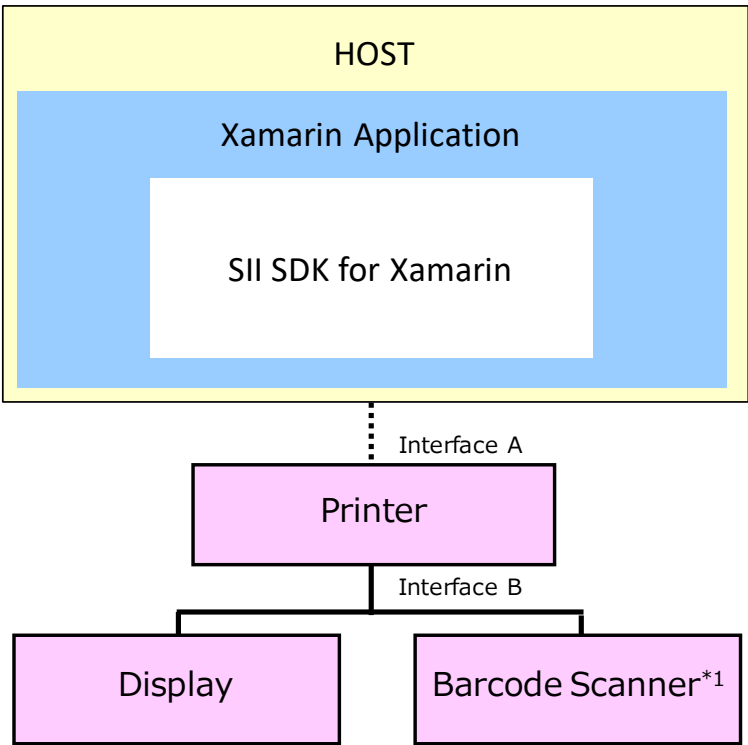 HOST
Xamarin Application
SII SDK for Xamarin
Interface A
Printer
Interface B
Display
Barcode Scanner*1